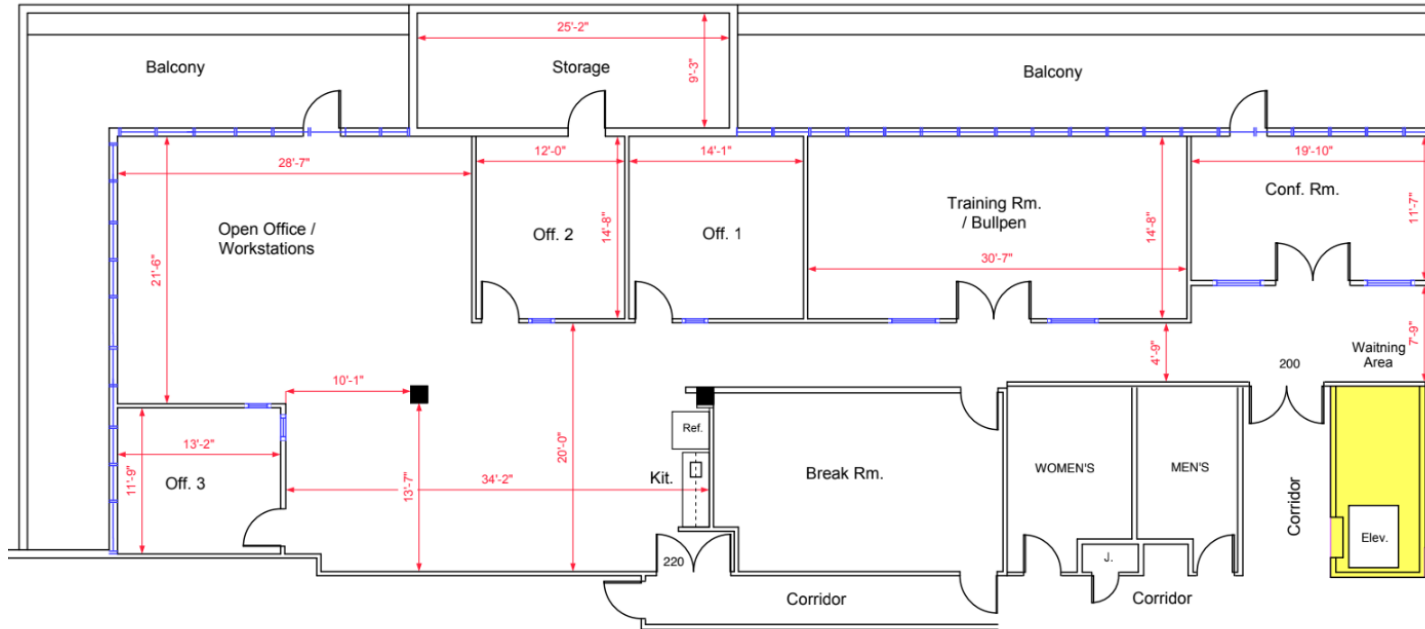 25'-2"
Balcony
Storage
9'-3"
Balcony
28'-7"
12'-0"
14'-1"
19'-10"
Conf. Rm.
11'-7"
Open Office /
Workstations
21'-6"
Off. 2
14'-8"
Off. 1
Training Rm.
/ Bullpen
14'-8"
30'-7"
7'-9"
Waitning
Area
4'-9"
200
10'-1"
Ref.
20'-0"
13'-2"
11'-9"
Off. 3
13'-7"
34'-2"
Kit.
Break Rm.
WOMEN'S
MEN'S
Corridor
Elev.
220
J.
Corridor
Corridor